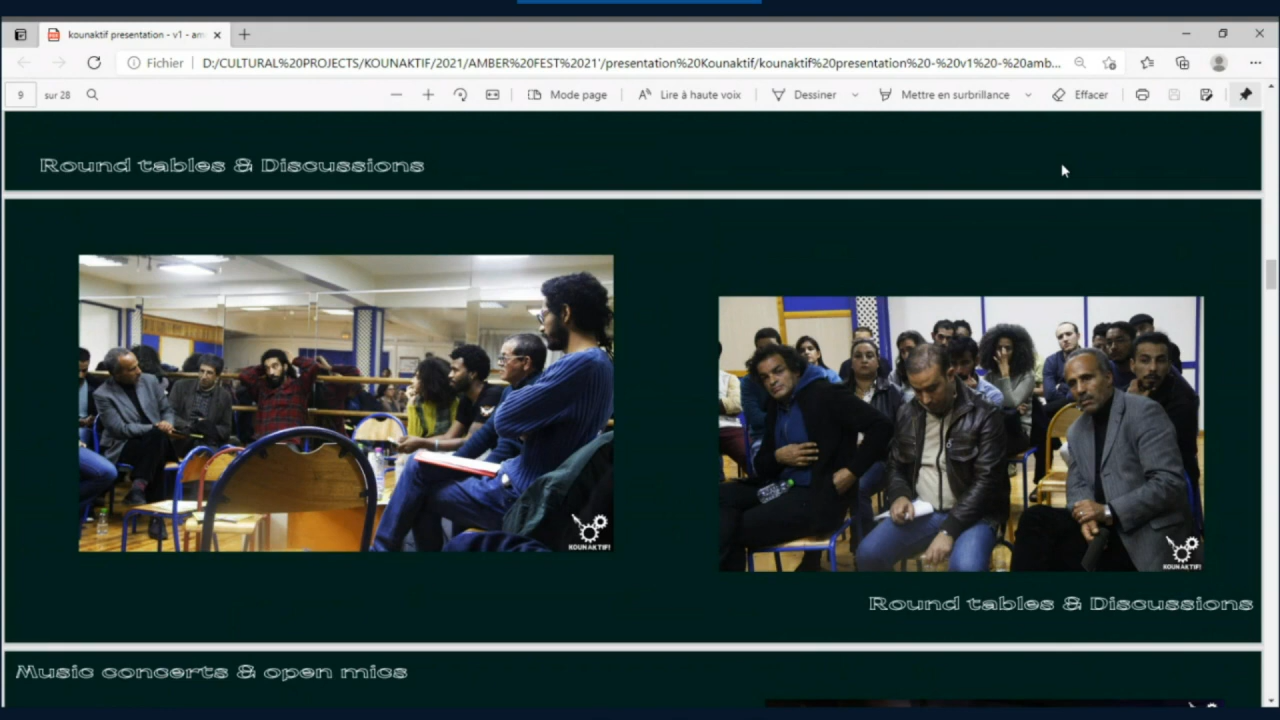 kounaktif presentation - v1 - am
Fichier
D:/CULTURAL%20PROJECTS/KOUNAKTIF/2021/AMBER%20FEST%2021'/presentation%20Kounaktif/kounaktif%20presentation%20-%20v1%20-%20amb...
9 sur 28
Mode page
Lire à haute voix
Dessiner
Mettre en surbrillance
Effacer
Round tables & Discussions
KOUNAKTIF!
KOUNAKTIF!
Round tables & Discussions
Music concerts & open mics